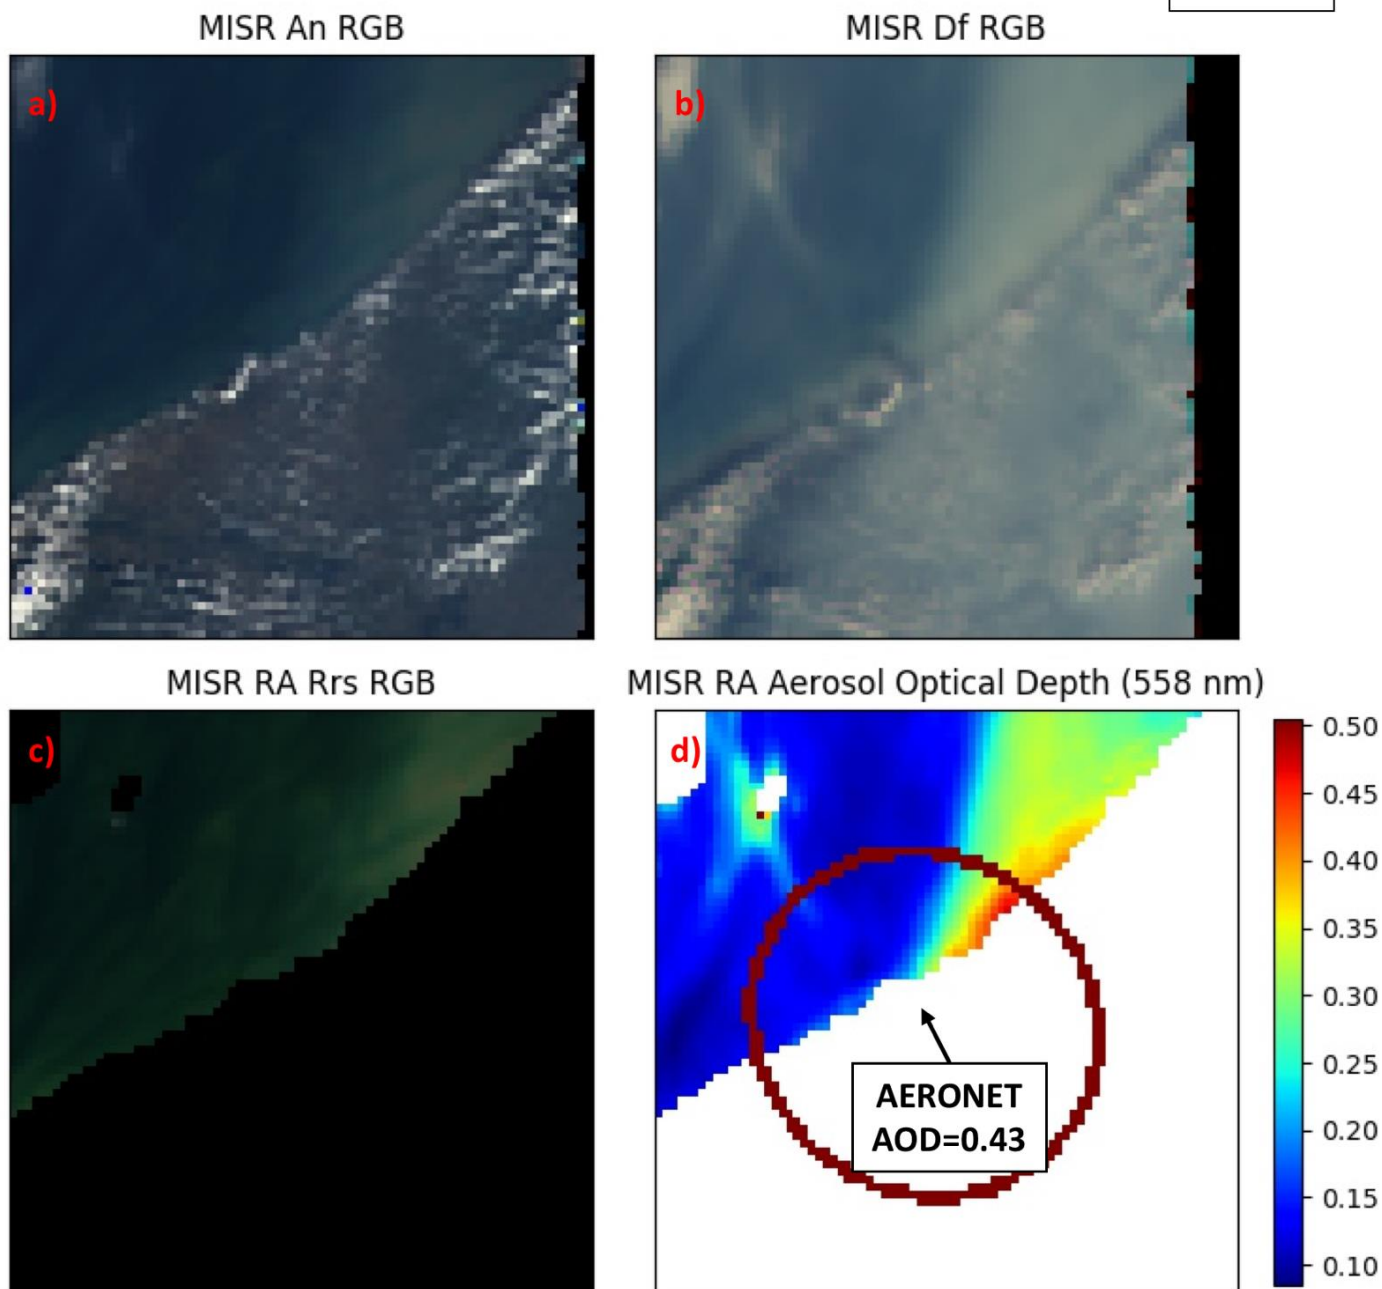 MISR An RGB
MISR Df RGB
a)
b)
MISR RA Rrs RGB
MISR RA Aerosol Optical Depth (558 nm)
c)
d)
AERONET
AOD=0.43
0.50
0.45
0.40
0.35
0.30
0.25
0.20
0.15
0.10